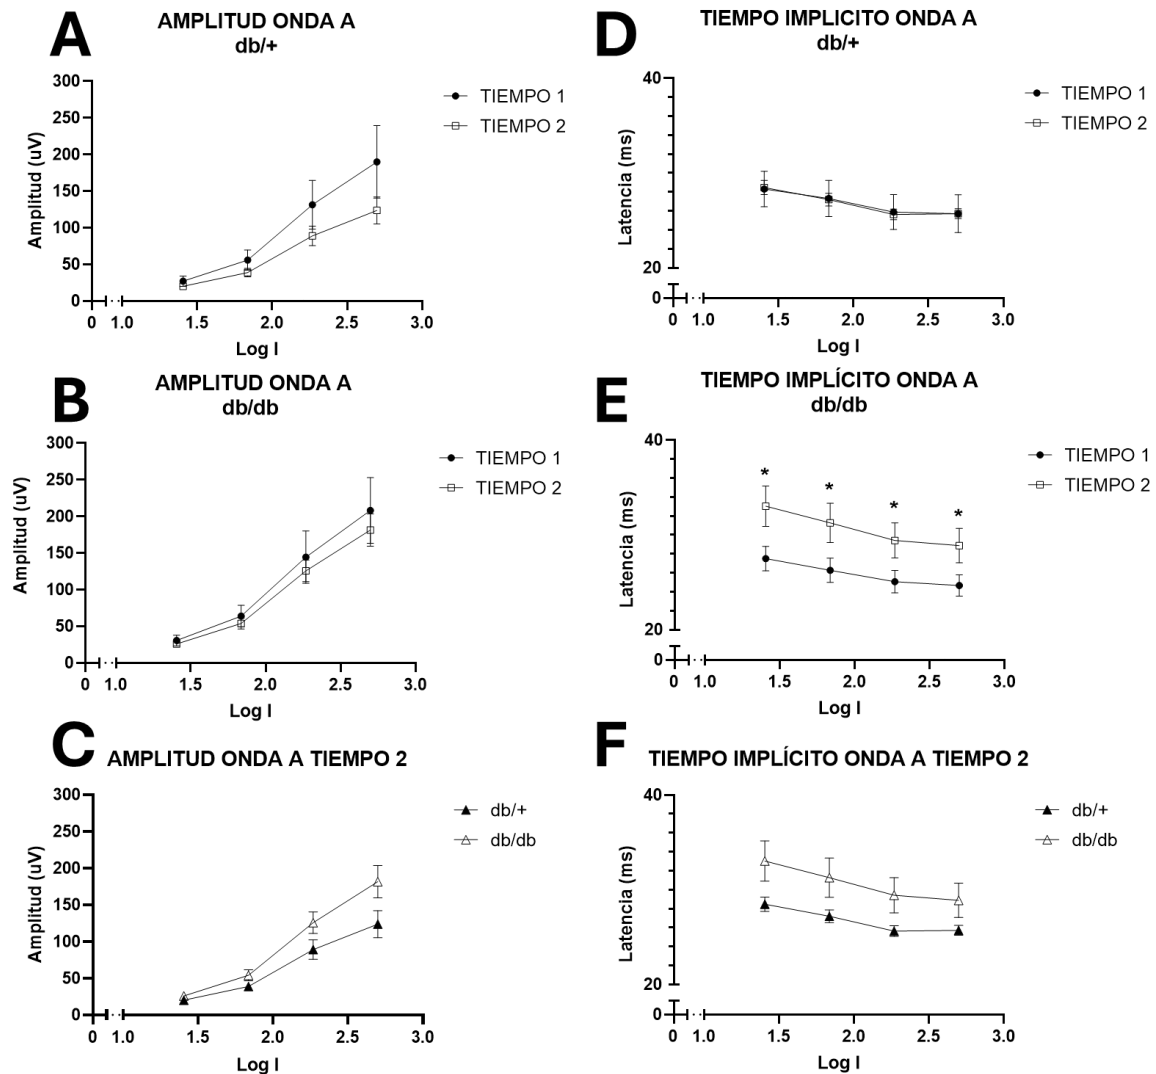 A
AMPLITUD ONDA A
db/+
300
250
200
150
100
50
0
Amplitud (uV)
0 1.0 1.5 2.0 2.5 3.0
Log I
TIEMPO 1
TIEMPO 2
D
TIEMPO IMPLICITO ONDA A
db/+
40
20
0
Latencia (ms)
0 1.0 1.5 2.0 2.5 3.0
Log I
TIEMPO 1
TIEMPO 2
B
AMPLITUD ONDA A
db/db
300
250
200
150
100
50
0
Amplitud (uV)
0 1.0 1.5 2.0 2.5 3.0
Log I
TIEMPO 1
TIEMPO 2
E
TIEMPO IMPLÍCITO ONDA A
db/db
40
20
0
Latencia (ms)
* * * *
0 1.0 1.5 2.0 2.5 3.0
Log I
TIEMPO 1
TIEMPO 2
C
AMPLITUD ONDA A TIEMPO 2
300
250
200
150
100
50
0
Amplitud (uV)
0 1.0 1.5 2.0 2.5 3.0
Log I
db/+
db/db
F
TIEMPO IMPLÍCITO ONDA A TIEMPO 2
40
20
0
Latencia (ms)
0 1.0 1.5 2.0 2.5 3.0
Log I
db/+
db/db